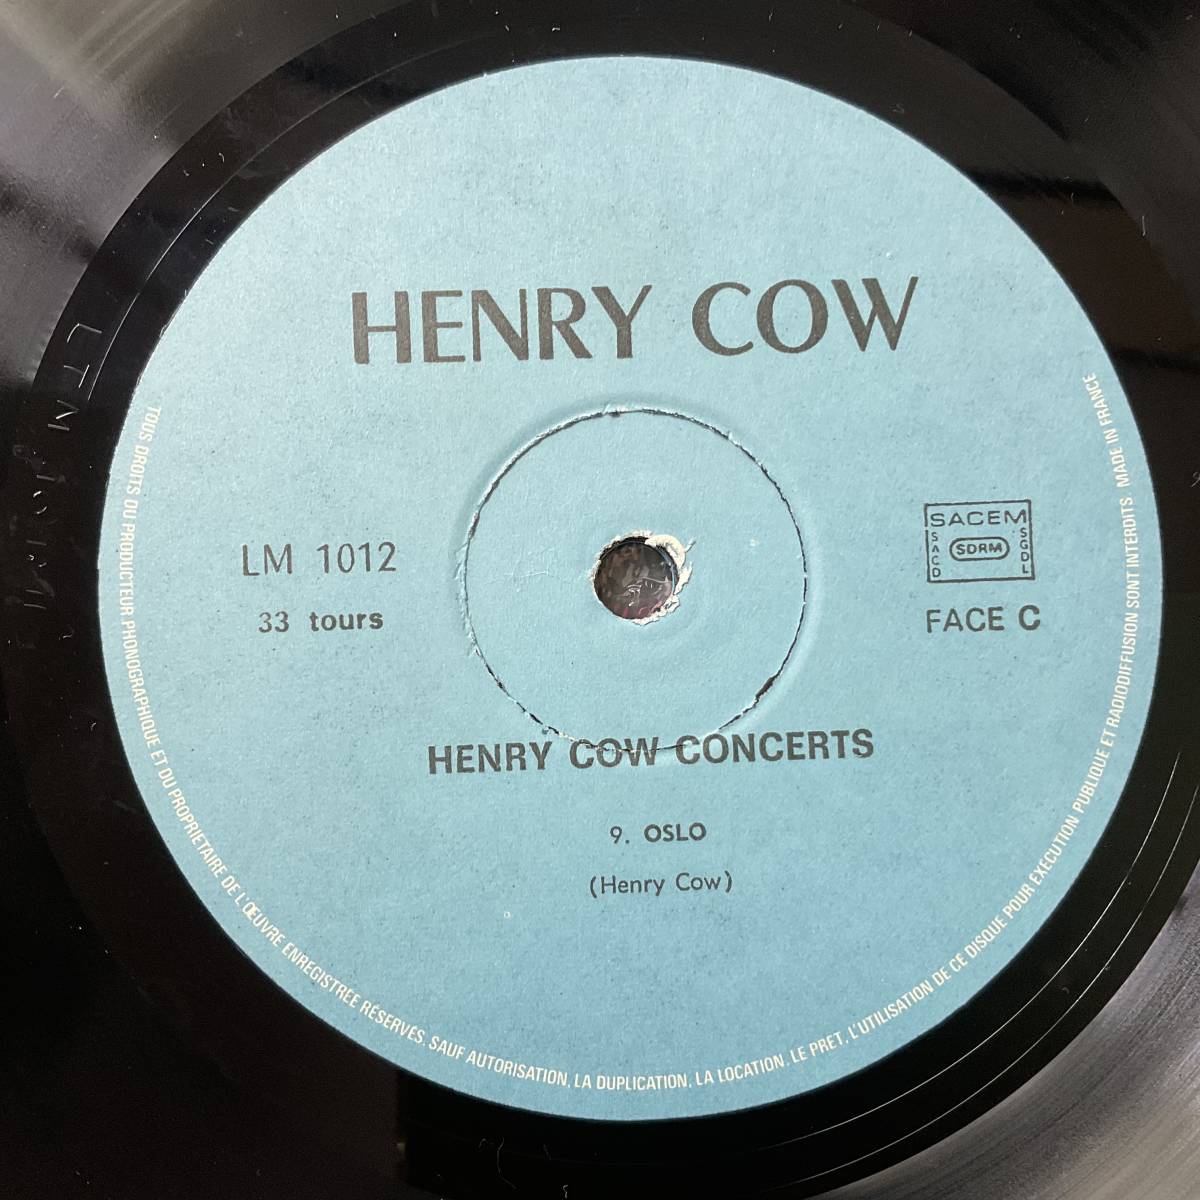 HENRY COW
LM 1012
33 tours
SACEM
SACD
SDRM
SGDL
FACE C
HENRY COW CONCERTS
9. OSLO
(Henry Cow)
TOUS DROITS DU PRODUCTEUR PHONOGRAPHIQUE ET DU PROPRIETAIRE DE L'ŒUVRE ENREGISTRÉE RÉSERVES. SAUF AUTORISATION, LA DUPLICATION, LA LOCATION, LE PRET, L'UTILISATION DE CE DISQUE POUR EXECUTION PUBLIQUE ET RADIODIFFUSION SONT INTERDITS MADE IN FRANCE